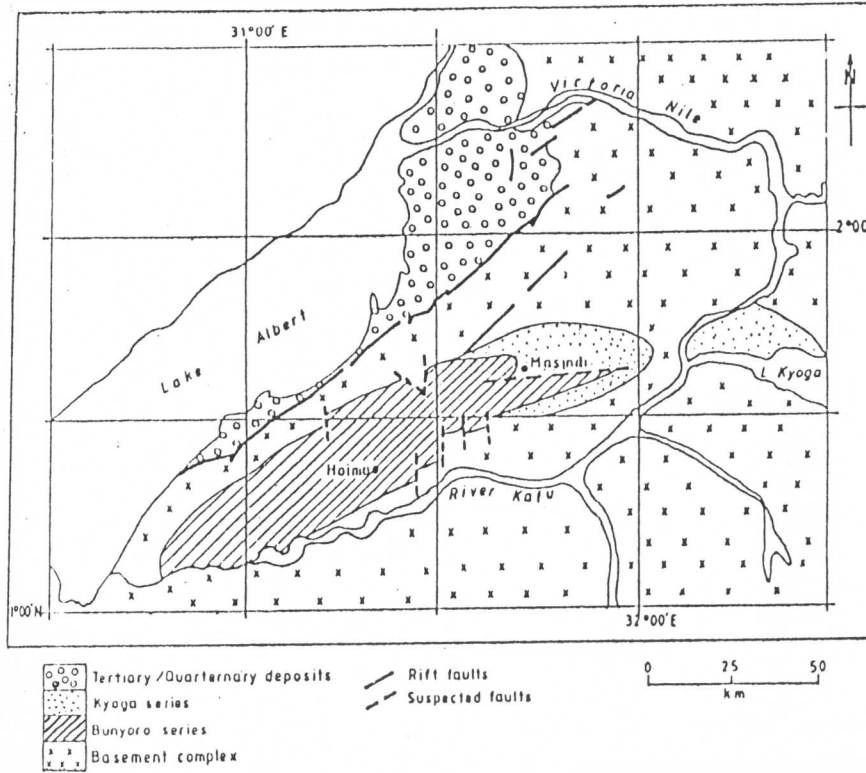 31°00' E
N
Victoria Nile
2°00'
Lake Albert
Masindi
L. Kyoga
Hoima
River Kafu
1°00'N
32°00'E
Tertiary/Quarternary deposits
Kyoga series
Bunyoro series
Basement complex
Rift faults
Suspected faults
0 25 50
km